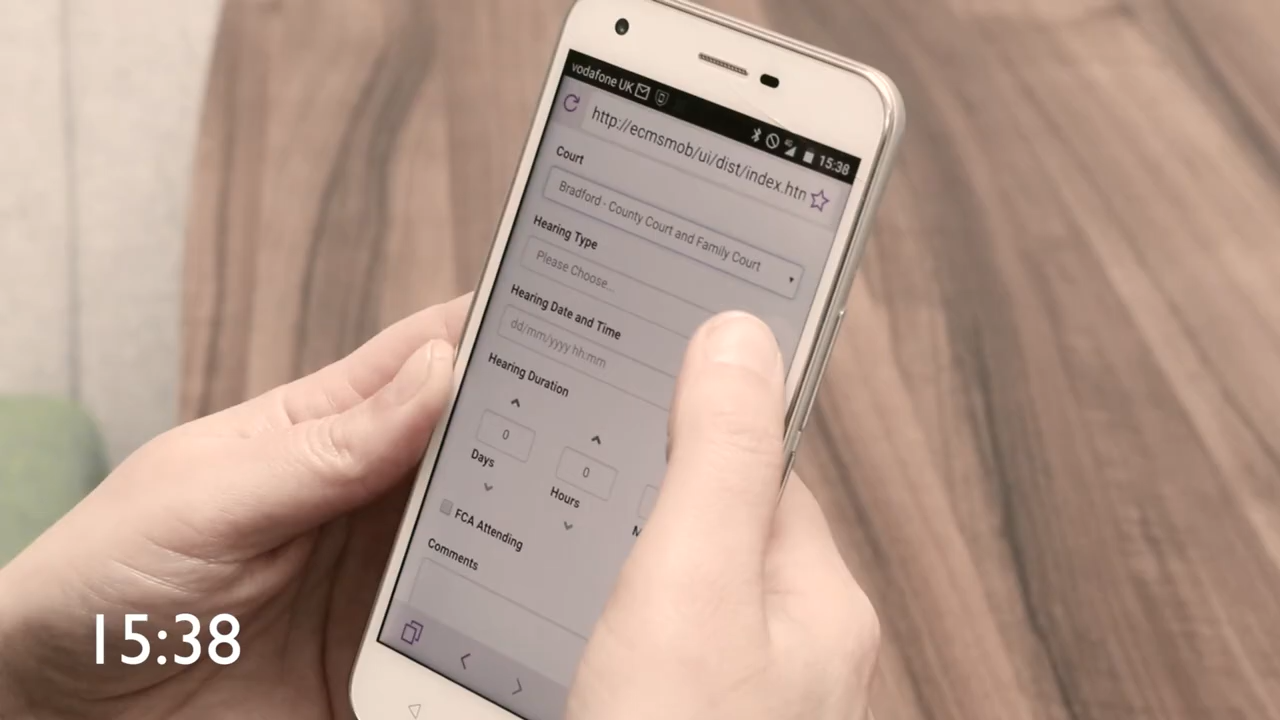 vodafone UK
15:38
http://ecmsmob/ui/dist/index.htm
Court
Bradford - County Court and Family Court
Hearing Type
Please Choose...
Hearing Date and Time
dd/mm/yyyy hh:mm
Hearing Duration
0
0
Days
Hours
FCA Attending
Comments
15:38